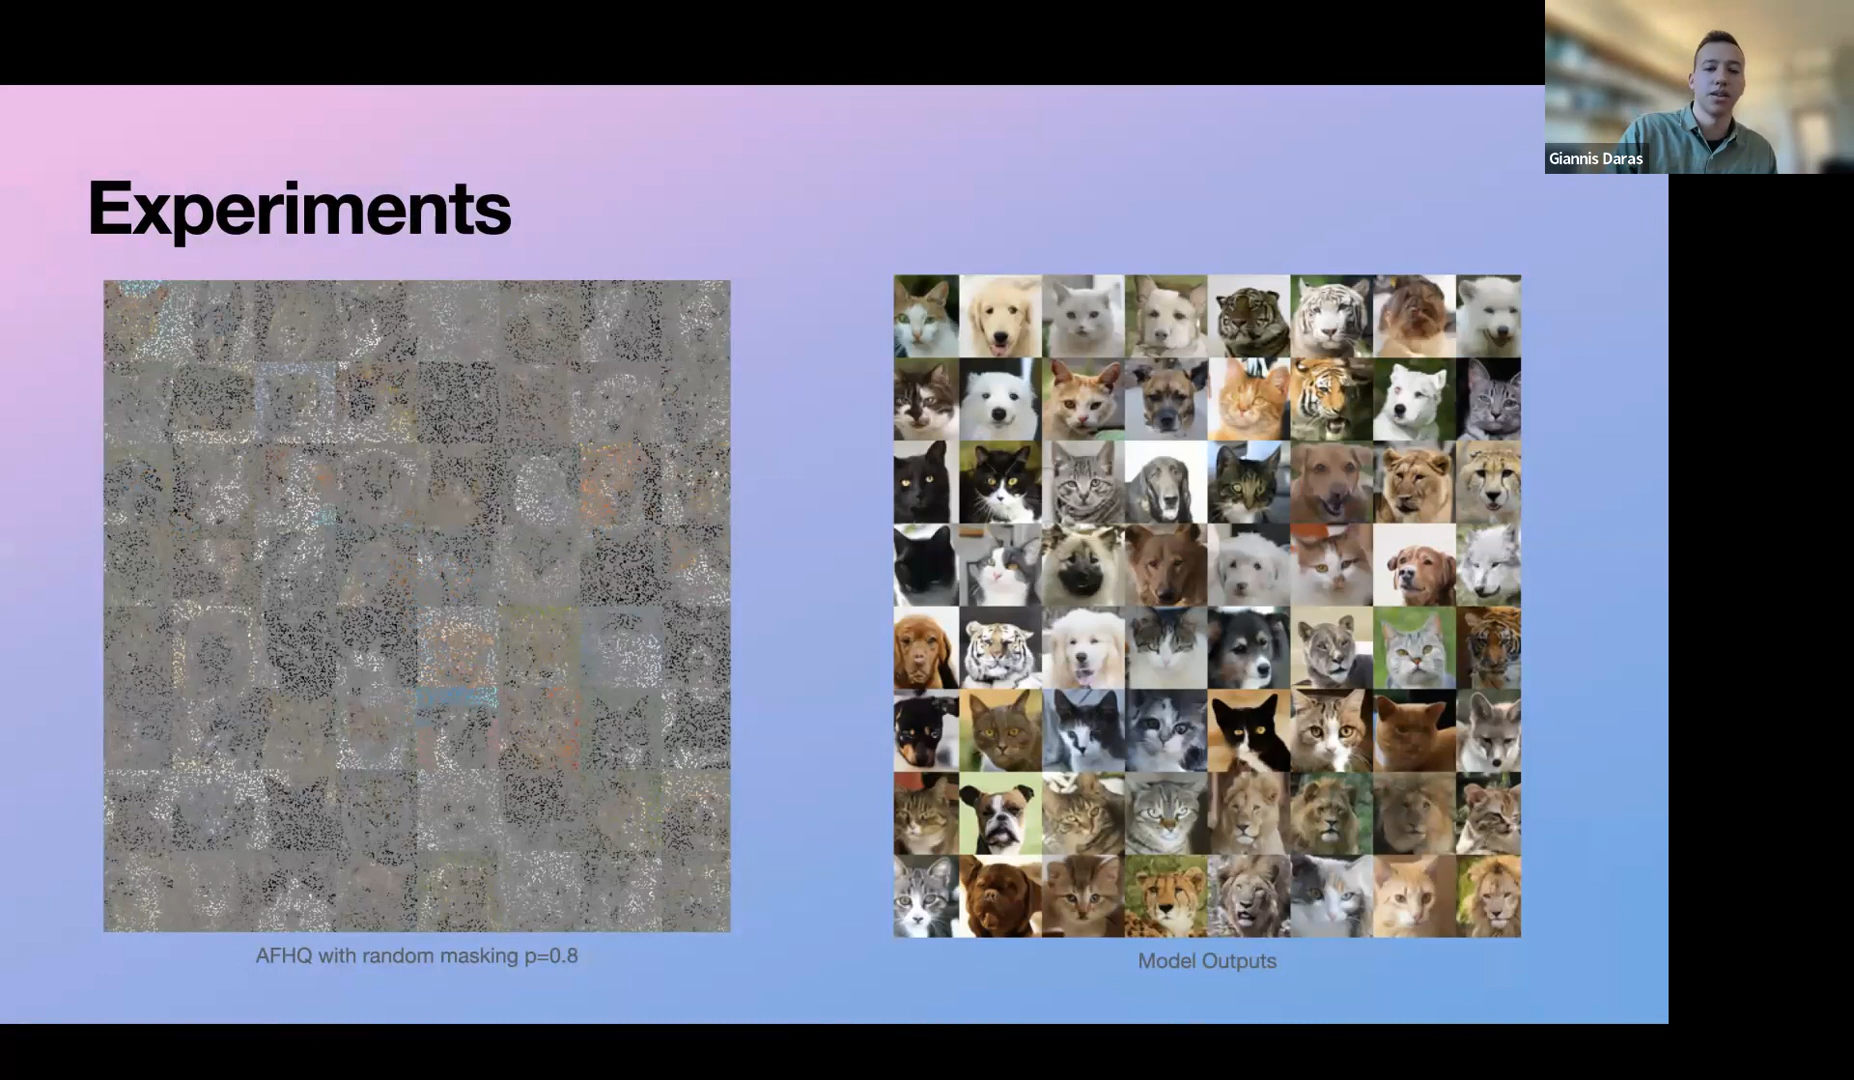 Giannis Daras
Experiments
AFHQ with random masking p=0.8
Model Outputs